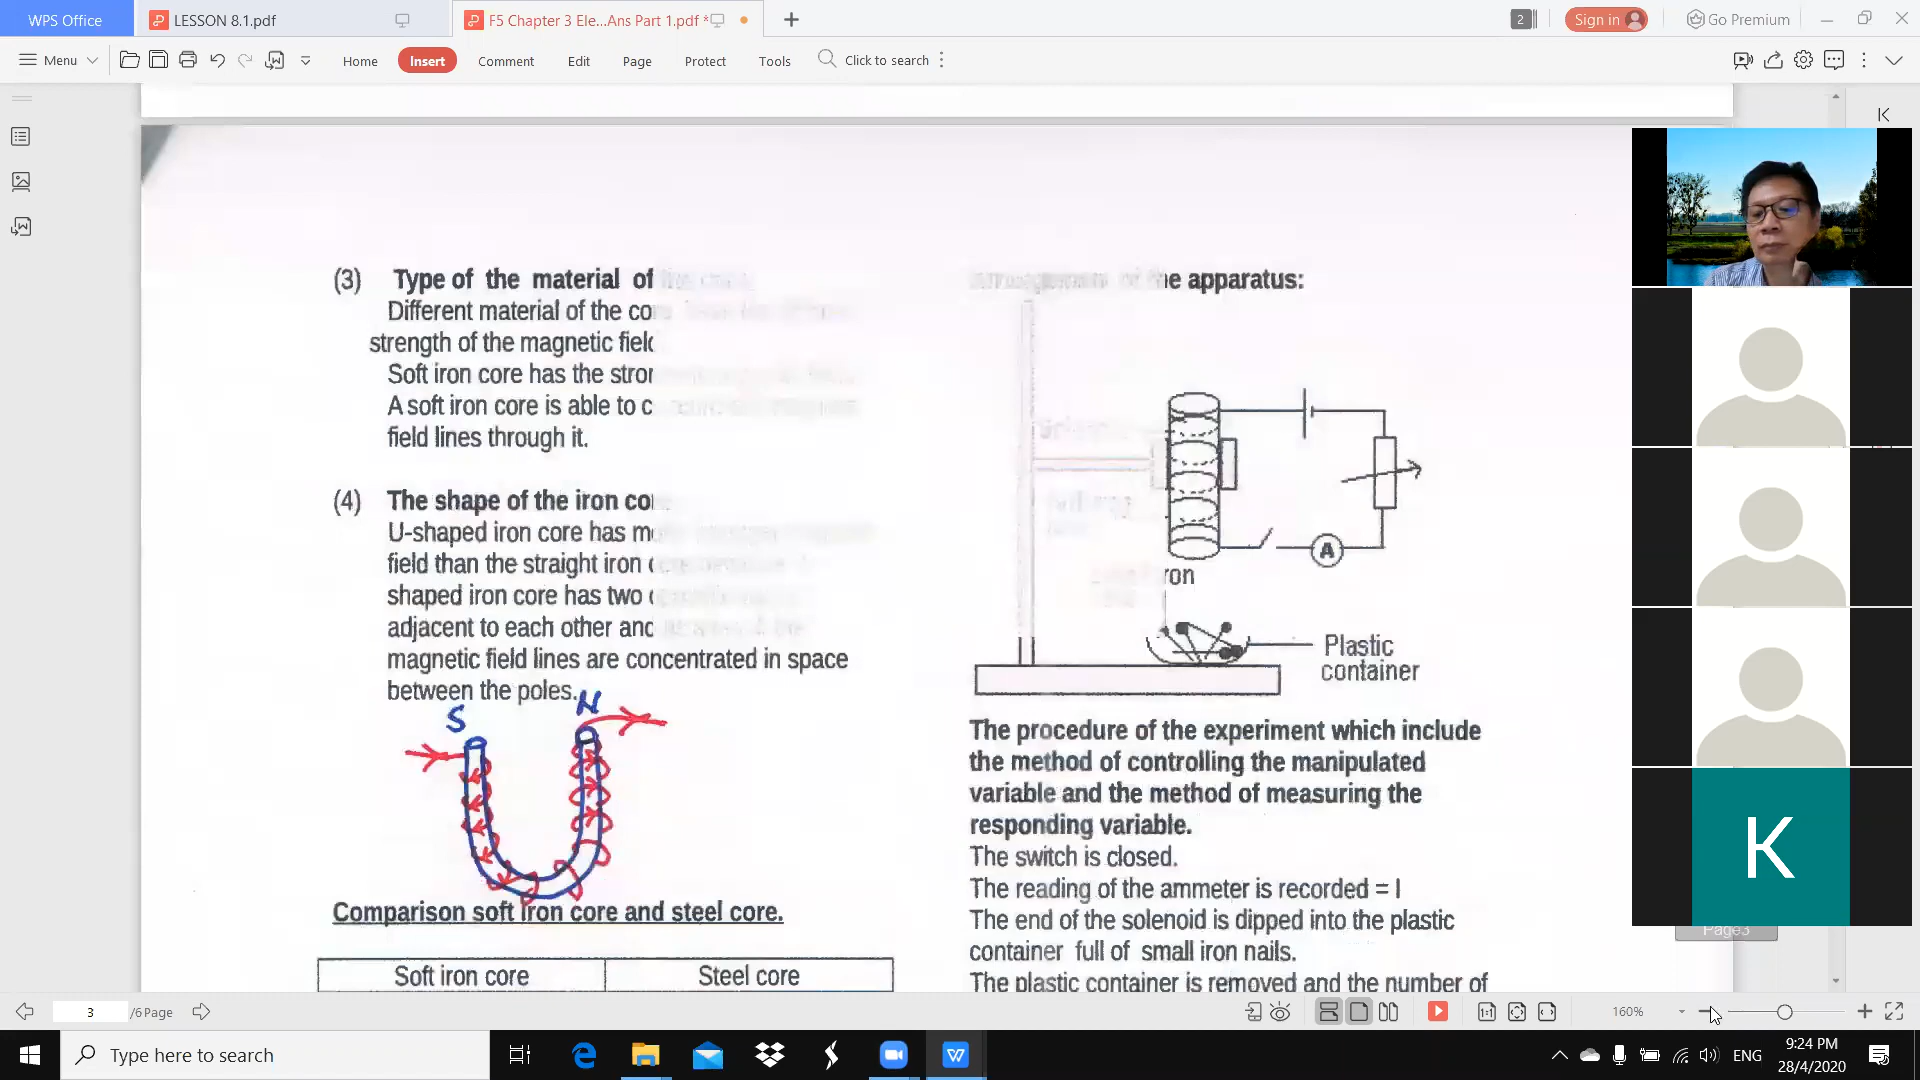 WPS Office
LESSON 8.1.pdf
F5 Chapter 3 Ele...Ans Part 1.pdf *
2
Sign in
Go Premium
Menu
Home
Insert
Comment
Edit
Page
Protect
Tools
Click to search
(3) Type of the material of
Different material of the co
strength of the magnetic field
Soft iron core has the
A soft iron core is able to
field lines through it.
(4) The shape of the iron
U-shaped iron core has
field than the straight iron
shaped iron core has two
adjacent to each other and
magnetic field lines are concentrated in space
between the poles.
S
N
Comparison soft iron core and steel core.
Soft iron core
Steel core
Arrangement of the apparatus:
A
iron
Plastic
container
The procedure of the experiment which include
the method of controlling the manipulated
variable and the method of measuring the
responding variable.
The switch is closed.
The reading of the ammeter is recorded = I
The end of the solenoid is dipped into the plastic
container full of small iron nails.
The plastic container is removed and the number of
K
Page3
3
/6Page
160%
Type here to search
ENG
9:24 PM
28/4/2020